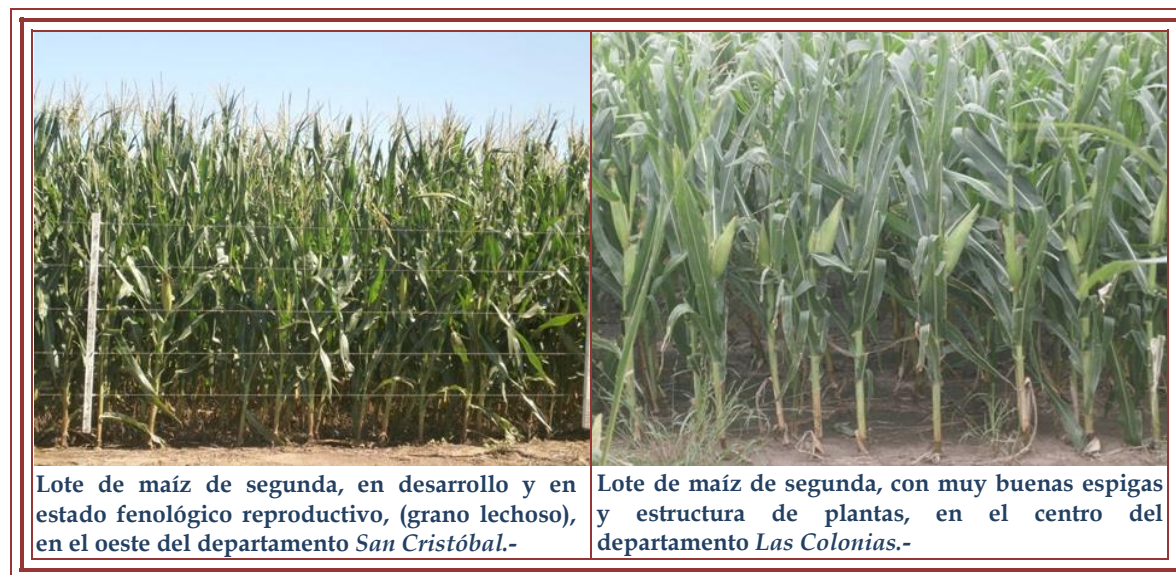 Lote de maíz de segunda, en desarrollo y en
estado fenológico reproductivo, (grano lechoso),
en el oeste del departamento San Cristóbal.-
Lote de maíz de segunda, con muy buenas espigas
y estructura de plantas, en el centro del
departamento Las Colonias.-